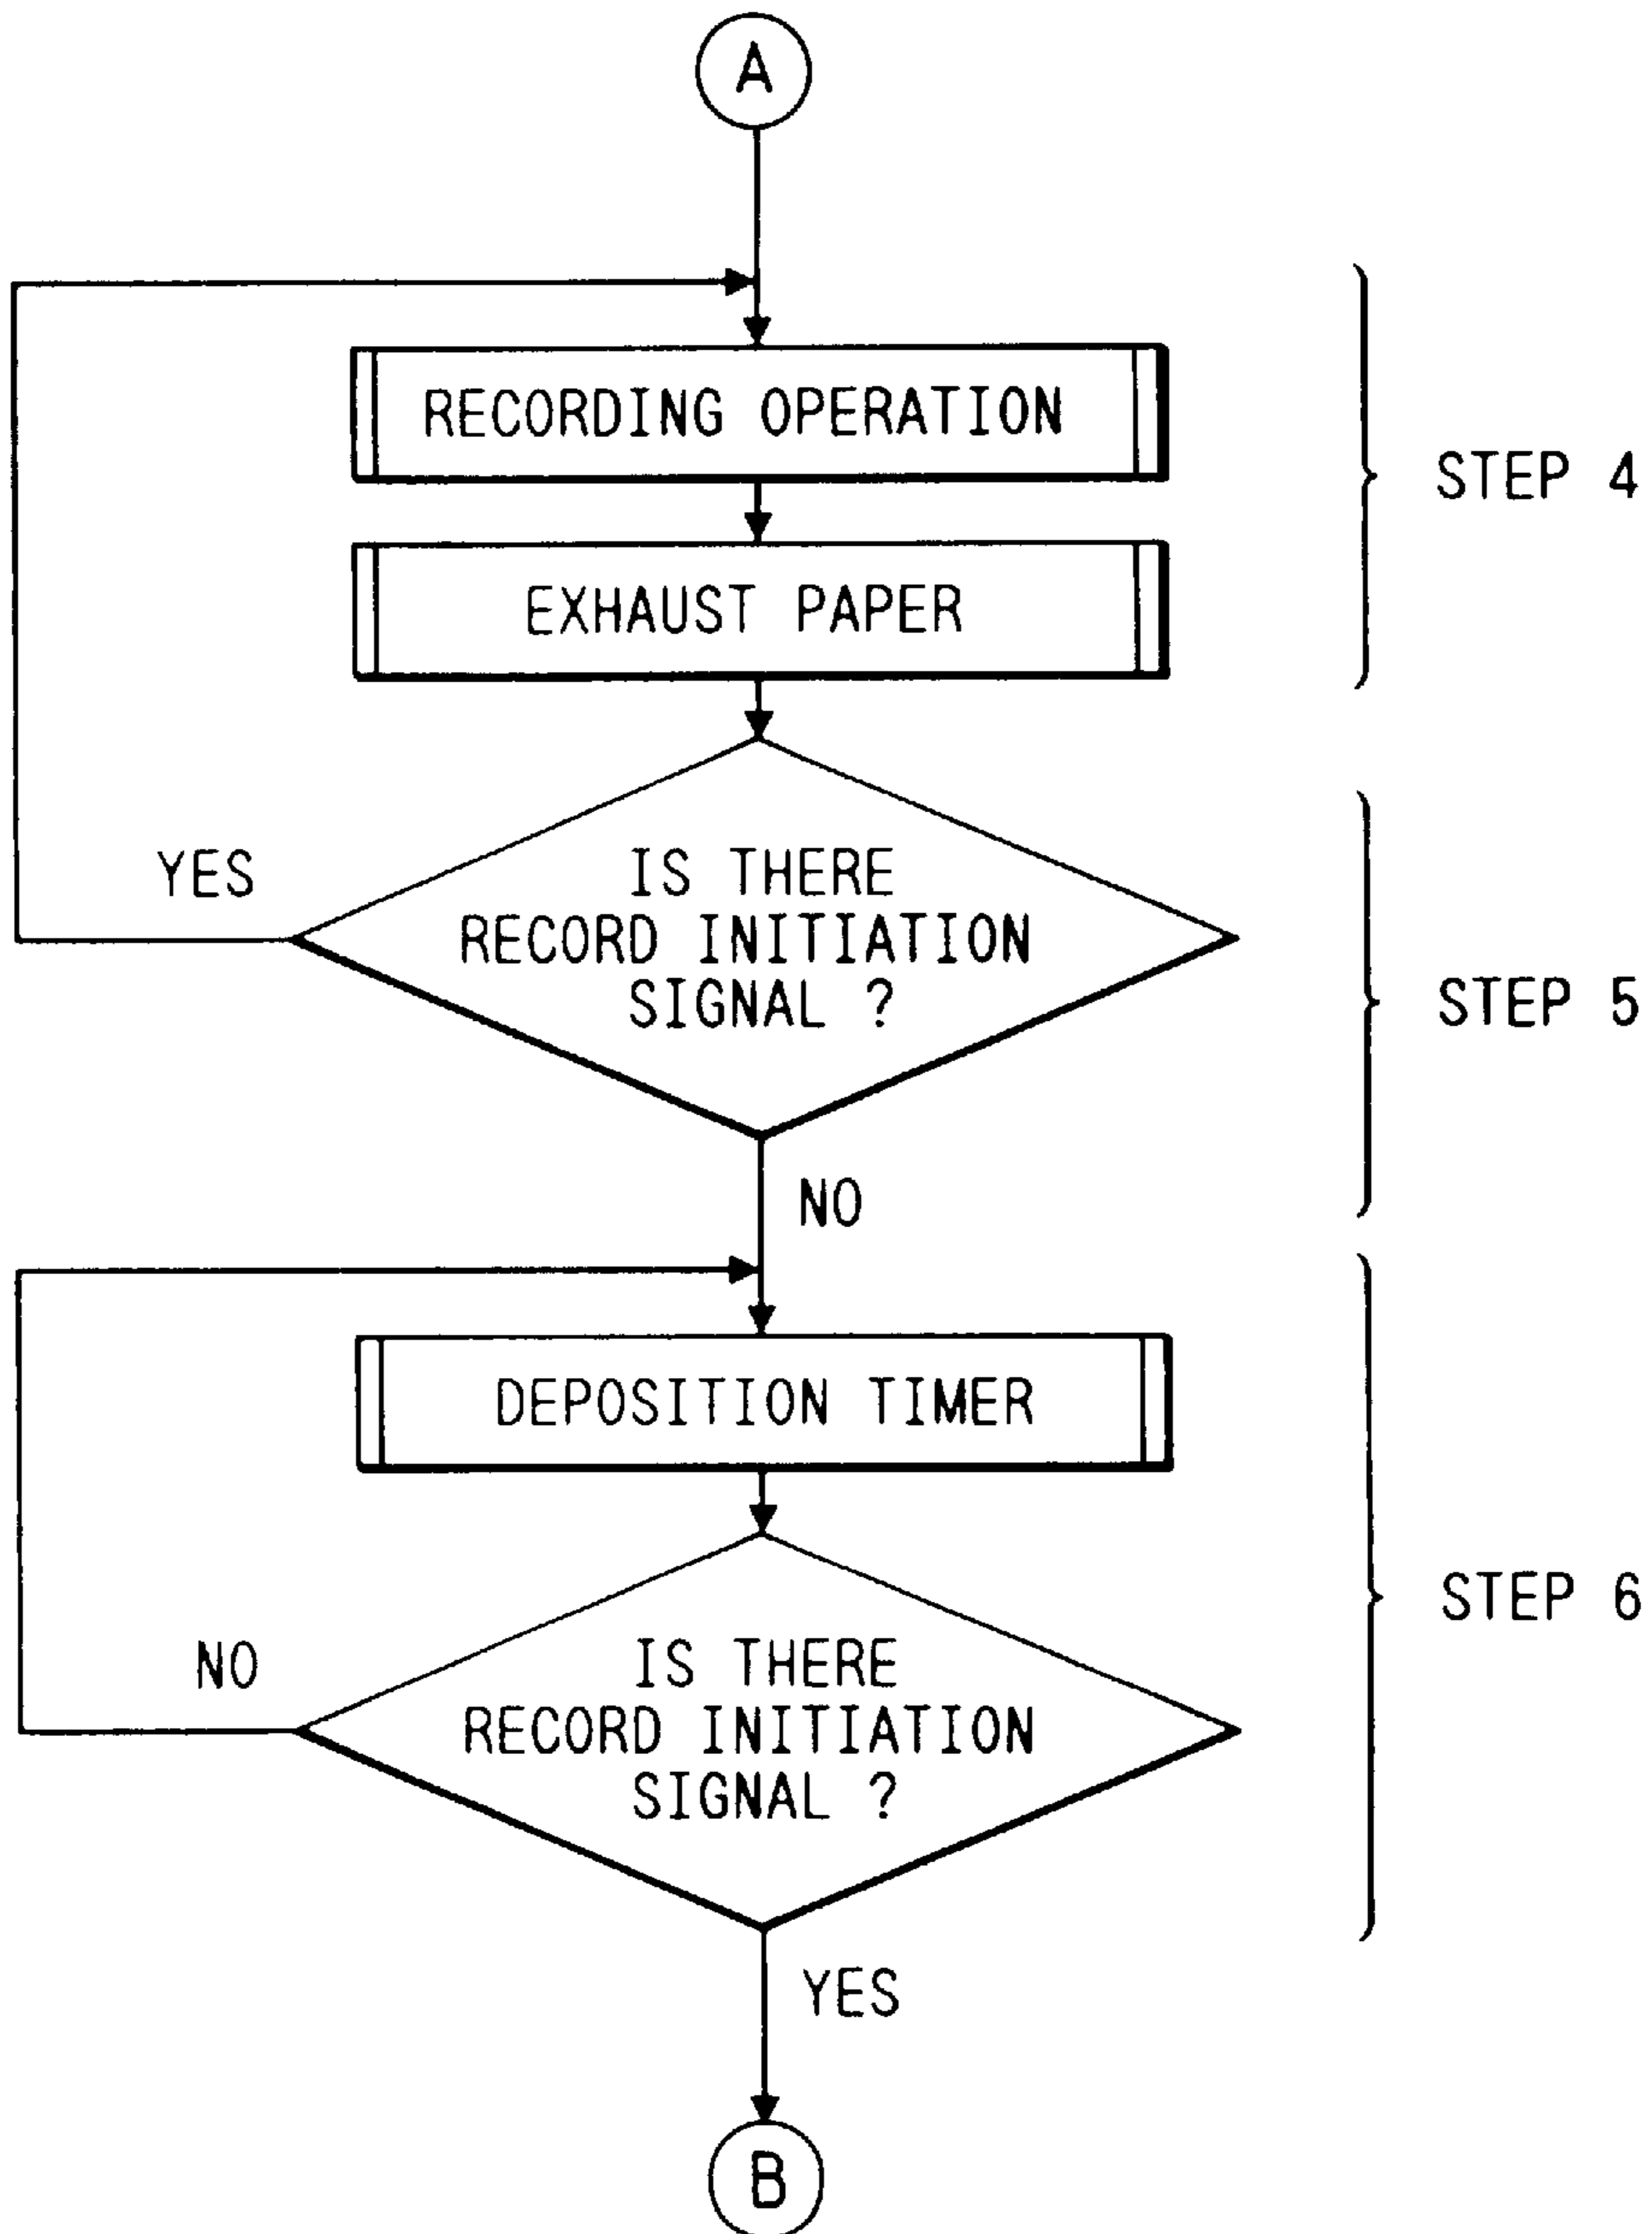 A
RECORDING OPERATION
EXHAUST PAPER
STEP 4
YES
IS THERE
RECORD INITIATION
SIGNAL ?
STEP 5
NO
DEPOSITION TIMER
NO
IS THERE
RECORD INITIATION
SIGNAL ?
STEP 6
YES
B